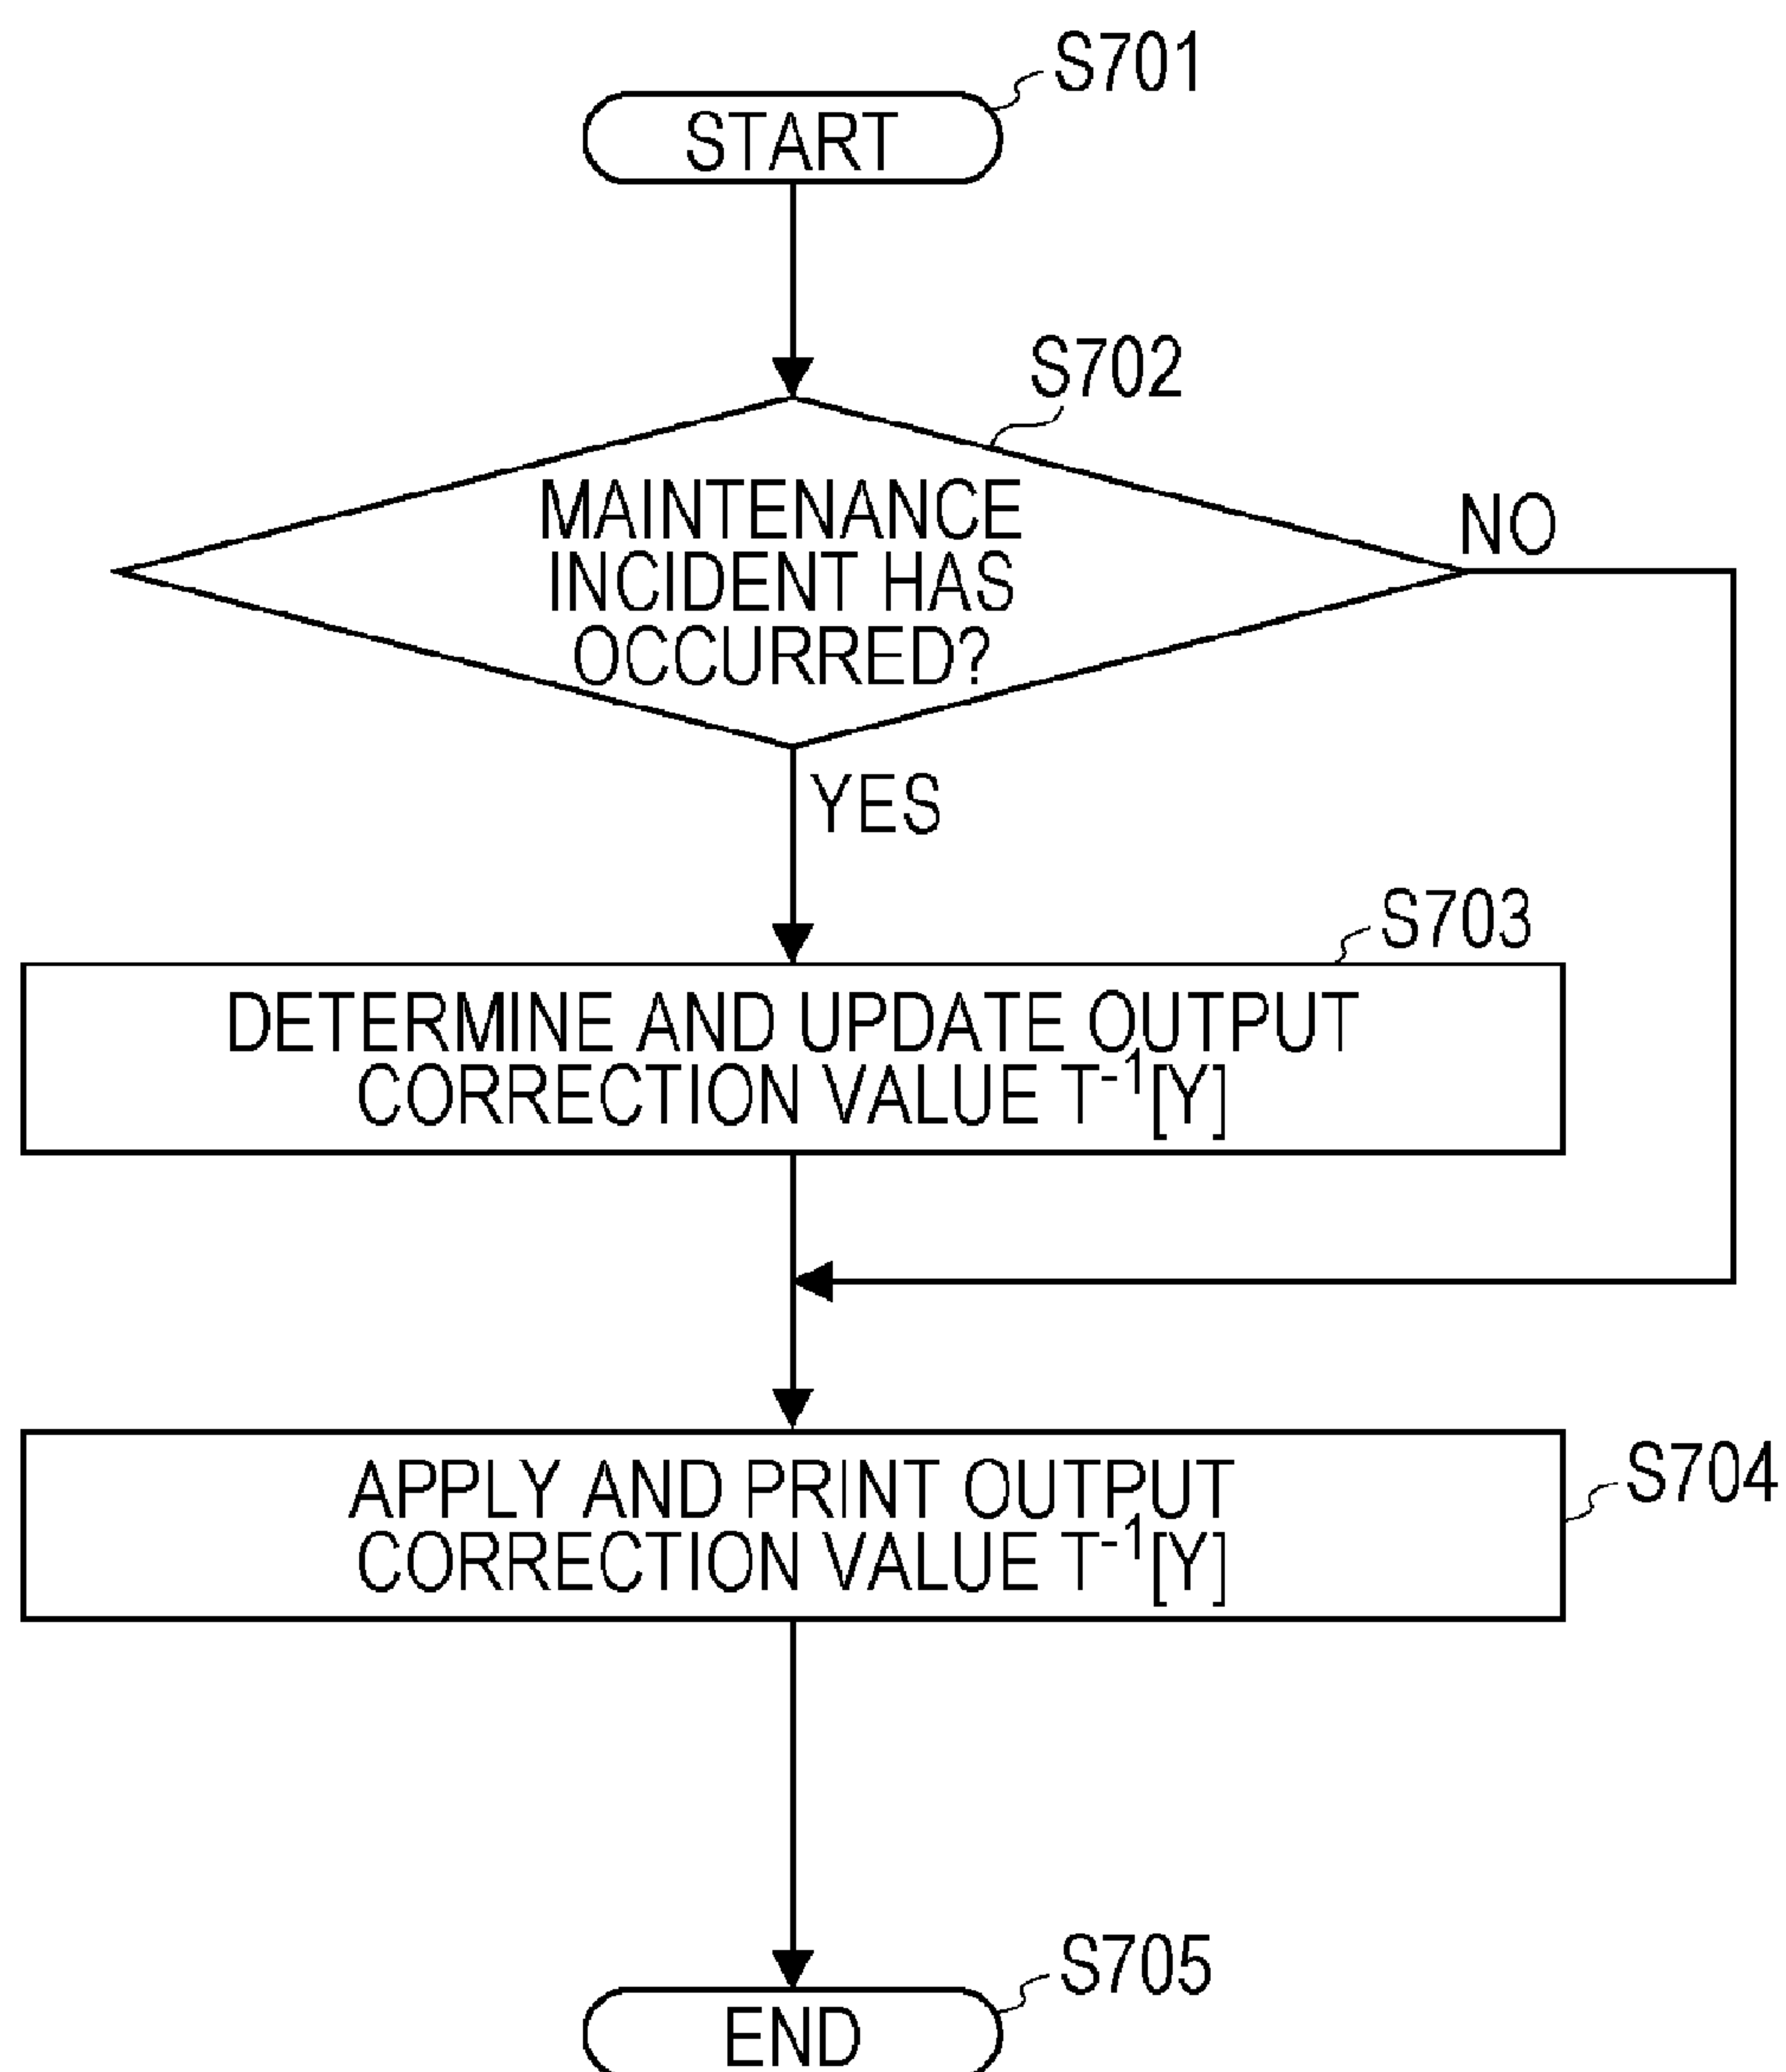 S701
START
S702
MAINTENANCE
INCIDENT HAS
OCCURRED?
NO
YES
S703
DETERMINE AND UPDATE OUTPUT
CORRECTION VALUE T⁻¹[Y]
APPLY AND PRINT OUTPUT
CORRECTION VALUE T⁻¹[Y]
S704
S705
END